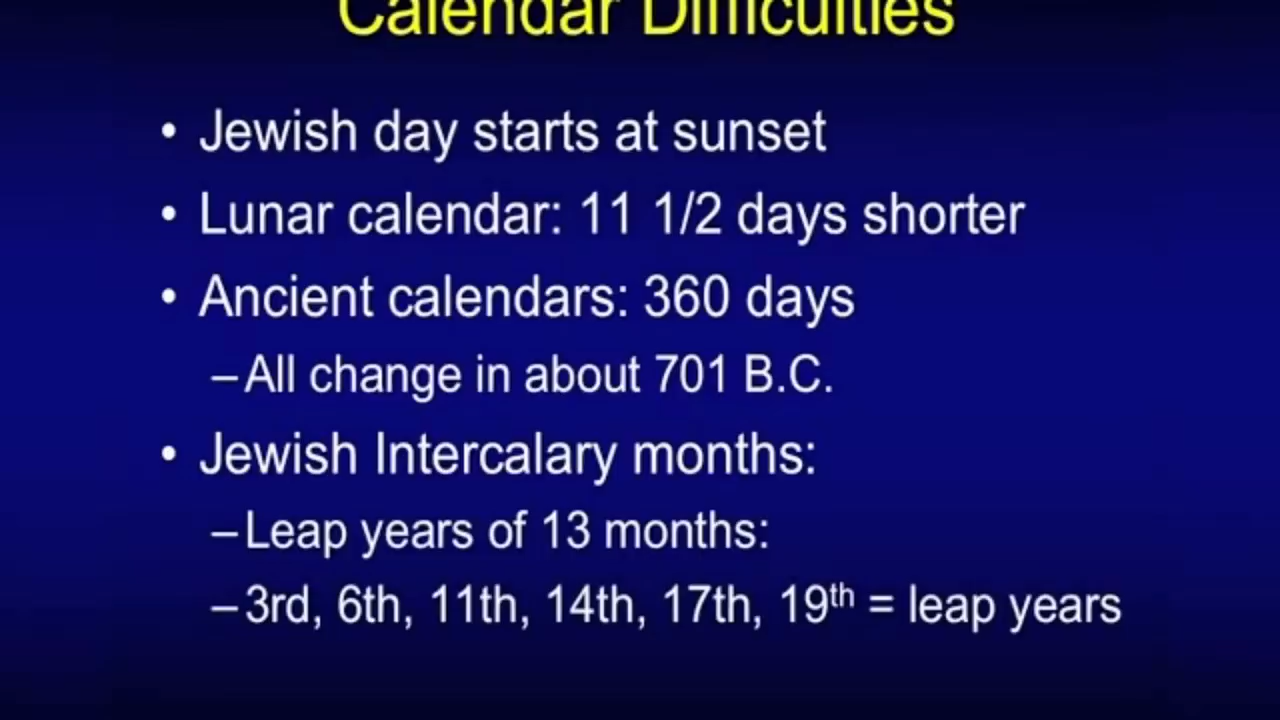 Calendar Difficulties
• Jewish day starts at sunset
• Lunar calendar: 11 1/2 days shorter
• Ancient calendars: 360 days
–All change in about 701 B.C.
• Jewish Intercalary months:
–Leap years of 13 months:
–3rd, 6th, 11th, 14th, 17th, 19th = leap years